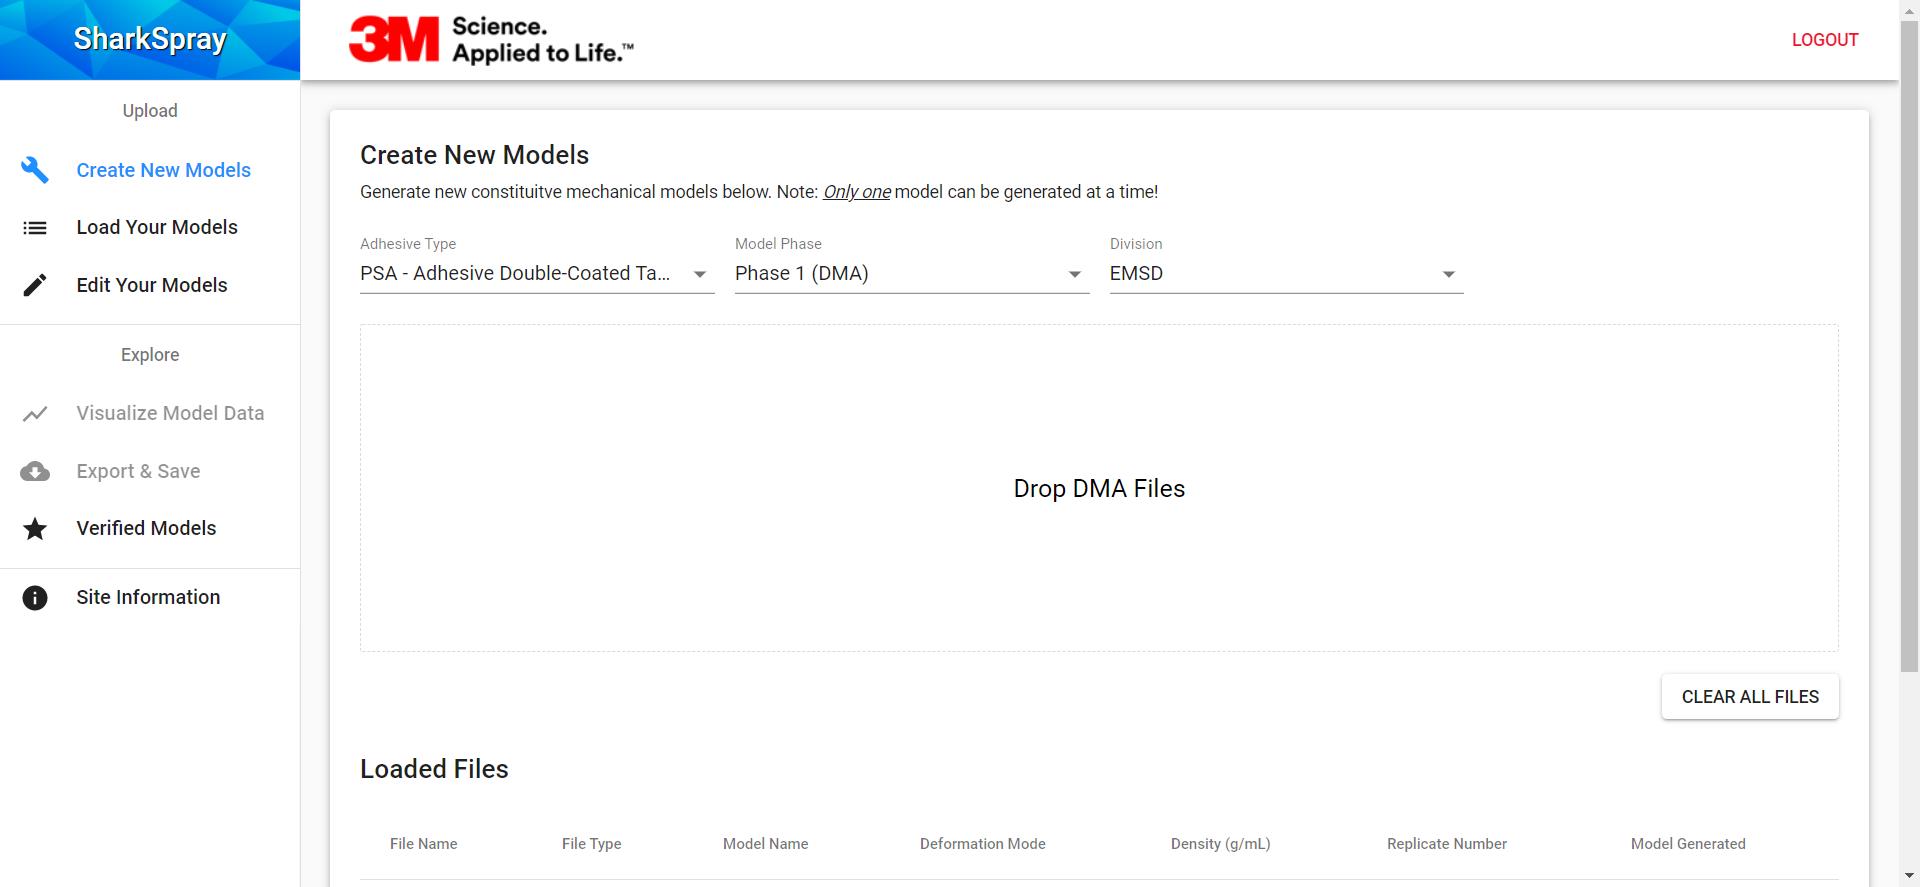 SharkSpray
3M Science.
Applied to Life.™
LOGOUT
Upload
Create New Models
Load Your Models
Edit Your Models
Explore
Visualize Model Data
Export & Save
Verified Models
Site Information
Create New Models
Generate new constituitve mechanical models below. Note: Only one model can be generated at a time!
Adhesive Type
PSA - Adhesive Double-Coated Ta...
Model Phase
Phase 1 (DMA)
Division
EMSD
Drop DMA Files
CLEAR ALL FILES
Loaded Files
File Name File Type Model Name Deformation Mode Density (g/mL) Replicate Number Model Generated